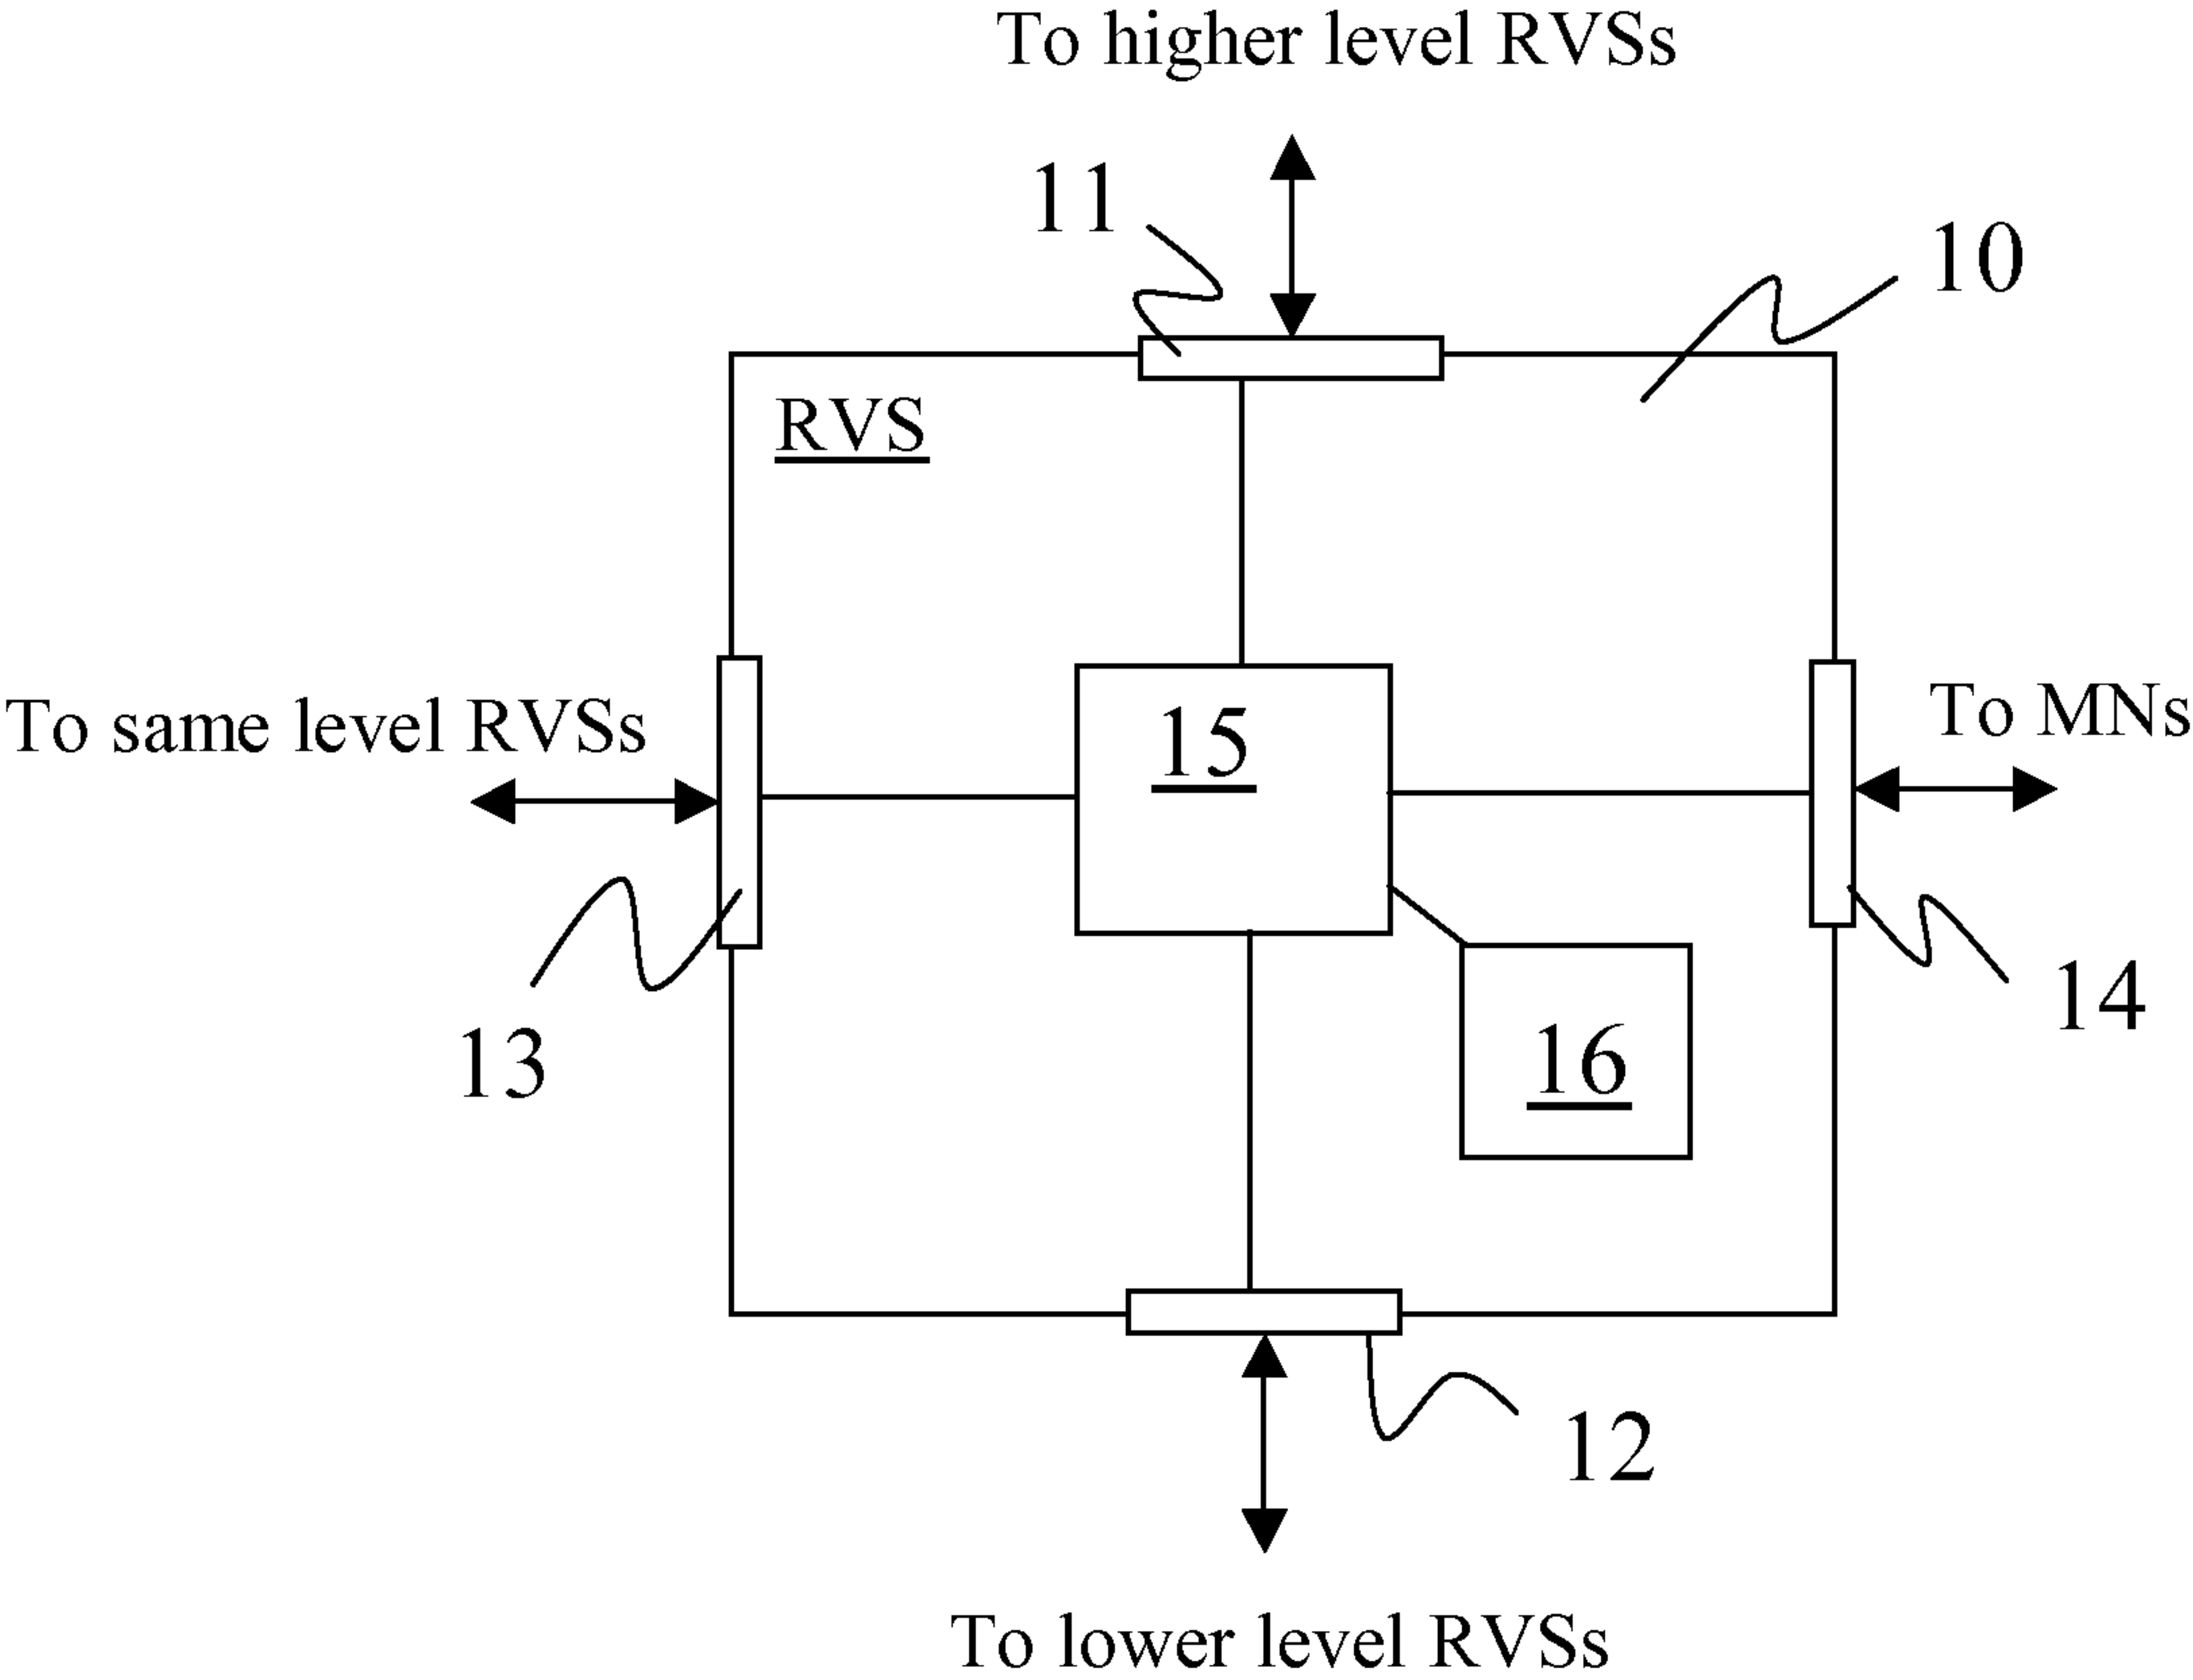 To higher level RVSs
11
10
RVS
To same level RVSs
15
To MNs
13
16
14
12
To lower level RVSs